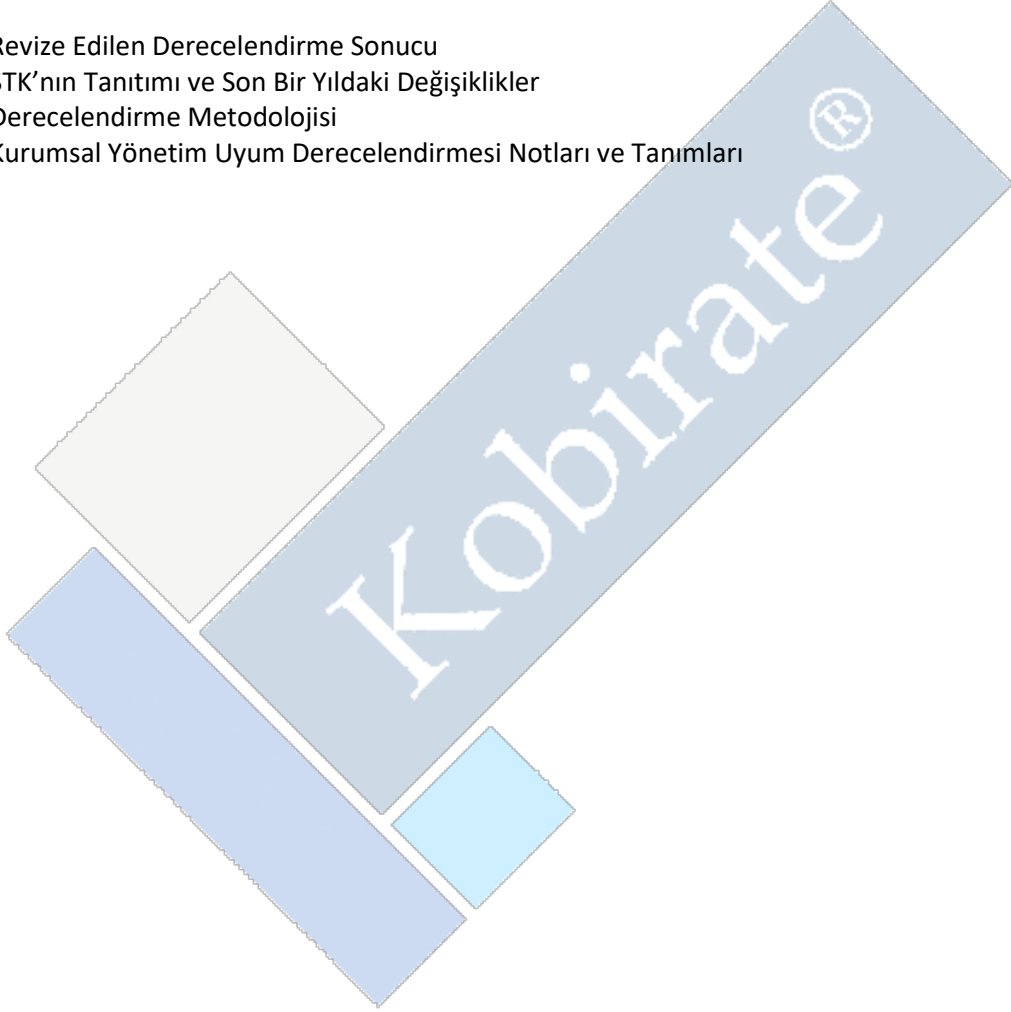 Revize Edilen Derecelendirme Sonucu
STK’nın Tanıtımı ve Son Bir Yıldaki Değişiklikler
Derecelendirme Metodolojisi
Kurumsal Yönetim Uyum Derecelendirmesi Notları ve Tanımları
Kobirate ®